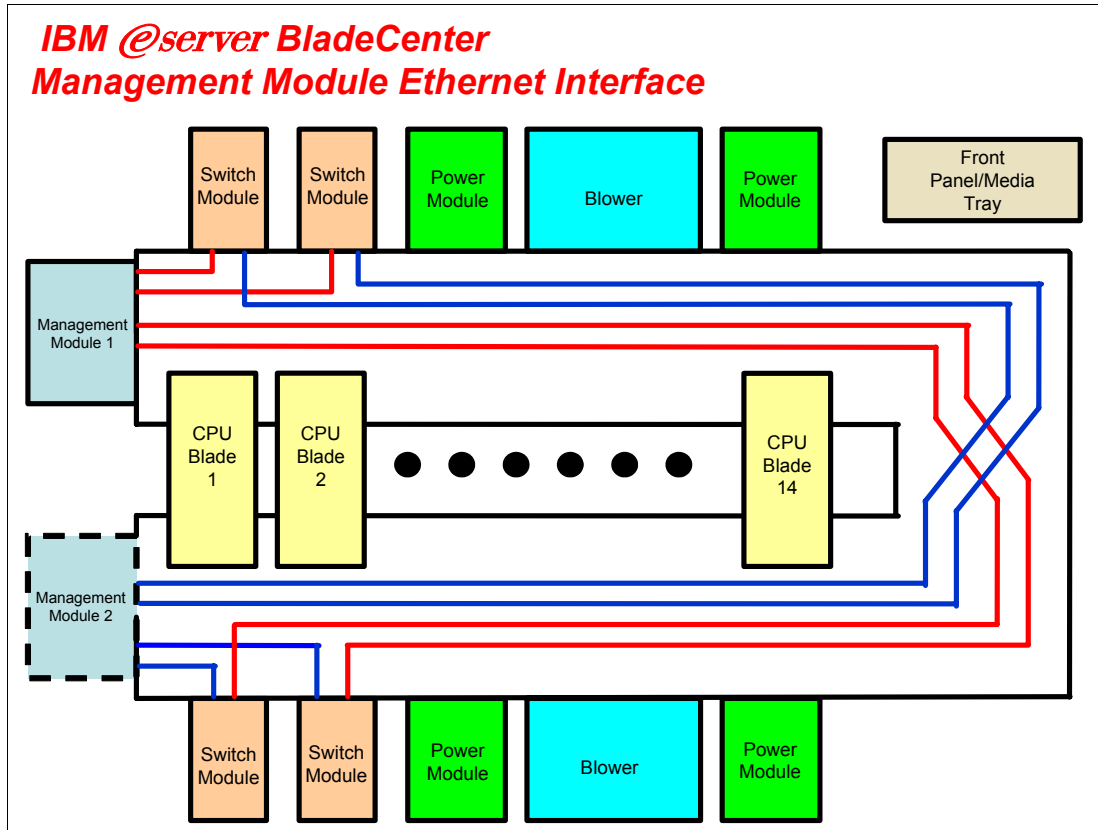 IBM @server BladeCenter
Management Module Ethernet Interface
Switch
Module
Switch
Module
Power
Module
Blower
Power
Module
Front
Panel/Media
Tray
Management
Module 1
CPU
Blade
1
CPU
Blade
2
CPU
Blade
14
Management
Module 2
Switch
Module
Switch
Module
Power
Module
Blower
Power
Module